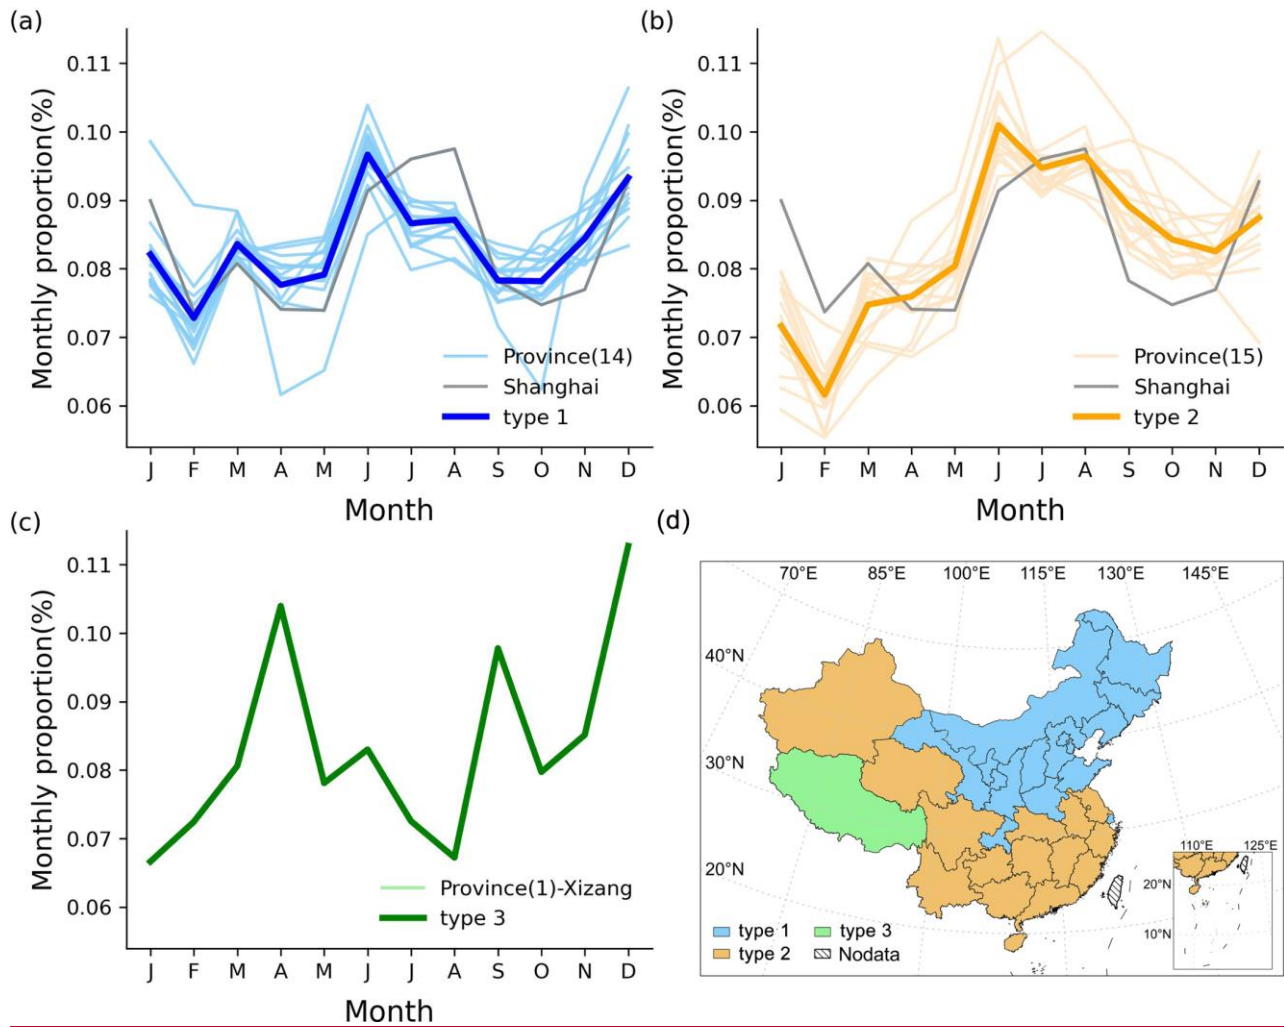 (a)
Monthly proportion(%)
0.11
0.10
0.09
0.08
0.07
0.06
Province(14)
Shanghai
type 1
J F M A M J J A S O N D
Month
(b)
Monthly proportion(%)
0.11
0.10
0.09
0.08
0.07
0.06
Province(15)
Shanghai
type 2
J F M A M J J A S O N D
Month
(c)
Monthly proportion(%)
0.11
0.10
0.09
0.08
0.07
0.06
Province(1)-Xizang
type 3
J F M A M J J A S O N D
Month
(d)
70°E 85°E 100°E 115°E 130°E 145°E
40°N
30°N
20°N
110°E 125°E
20°N
10°N
type 1 type 3
type 2 Nodata